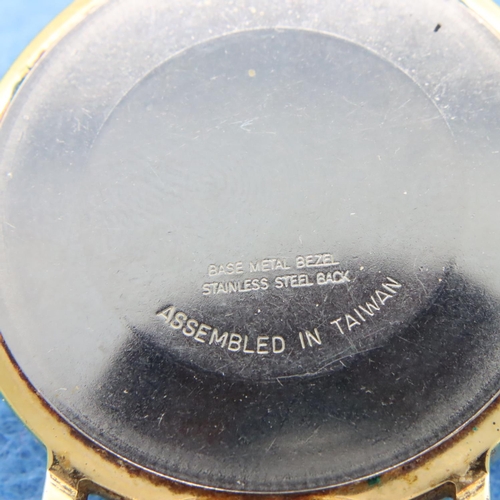 BASE METAL BEZEL
STAINLESS STEEL BACK
ASSEMBLED IN TAIWAN